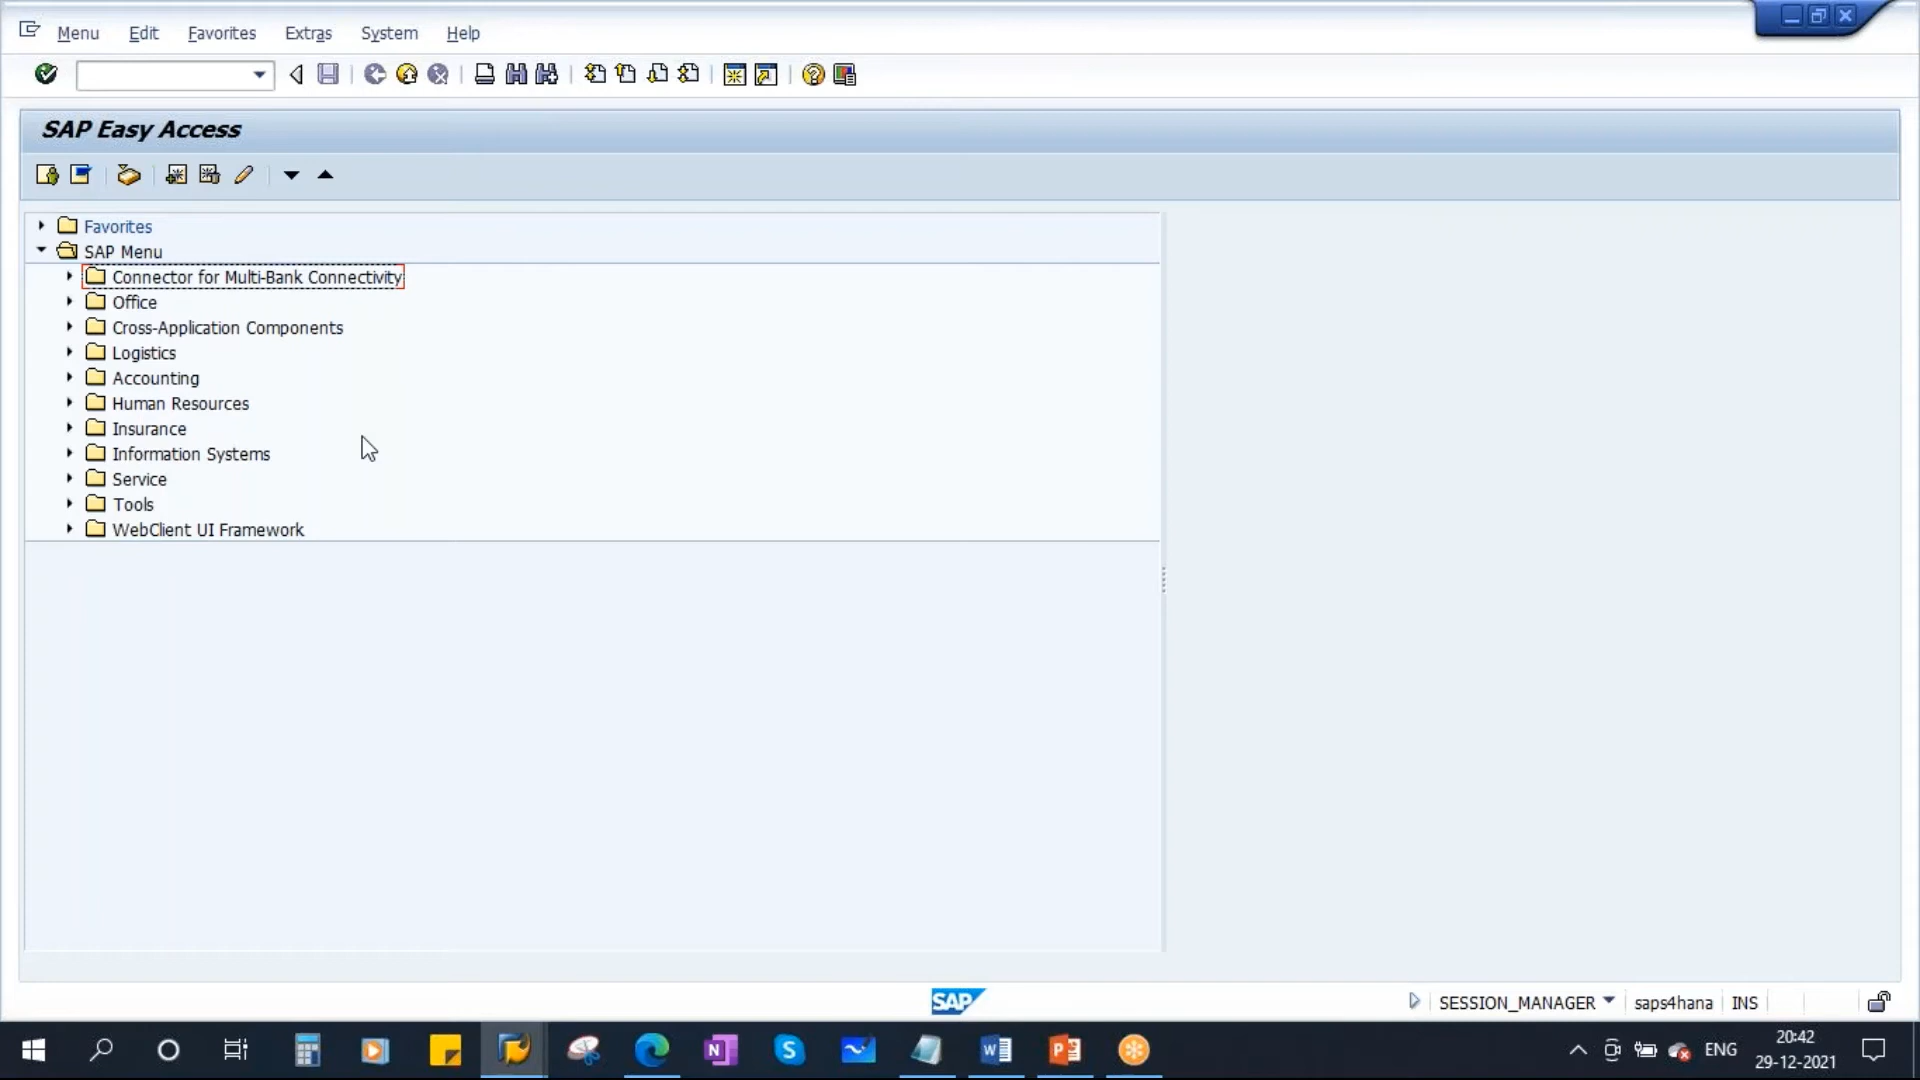 Menu Edit Favorites Extras System Help
SAP Easy Access
Favorites
SAP Menu
Connector for Multi-Bank Connectivity
Office
Cross-Application Components
Logistics
Accounting
Human Resources
Insurance
Information Systems
Service
Tools
WebClient UI Framework
SAP
SESSION_MANAGER saps4hana INS
ENG
20:42
29-12-2021